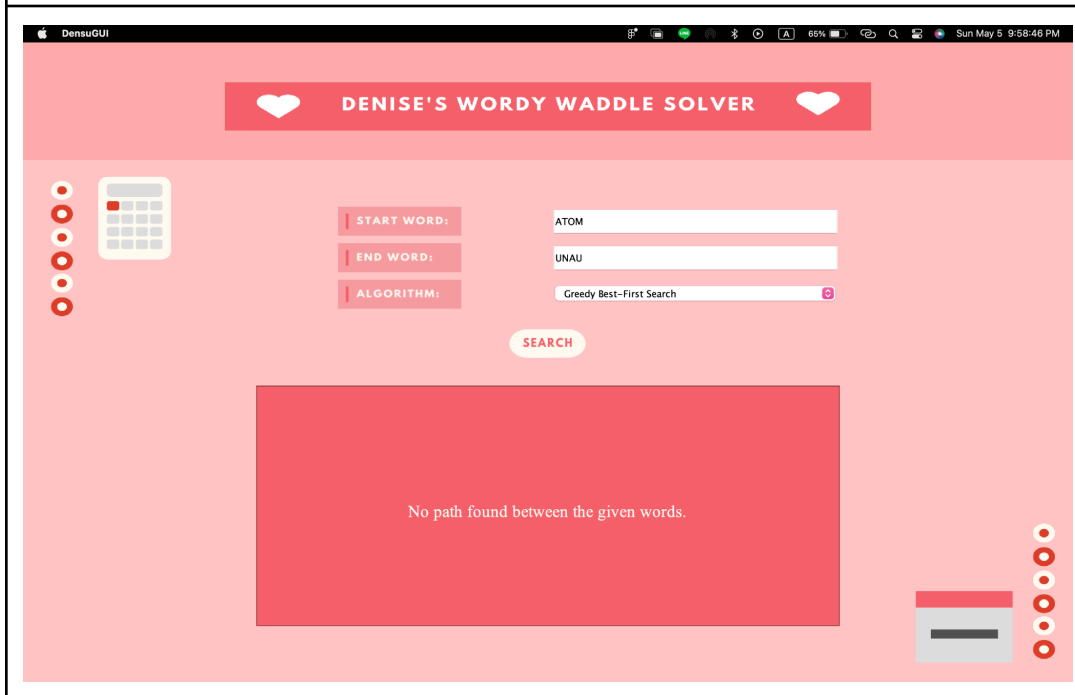 DensuGUI
A 65% Sun May 5 9:58:46 PM
DENISE'S WORDY WADDLE SOLVER
START WORD: ATOM
END WORD: UNAU
ALGORITHM: Greedy Best-First Search
SEARCH
No path found between the given words.